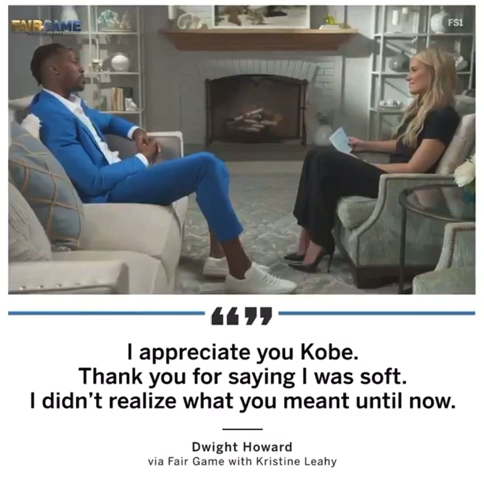 FAIR GAME
FS1
I appreciate you Kobe.
Thank you for saying I was soft.
I didn't realize what you meant until now.
Dwight Howard
via Fair Game with Kristine Leahy